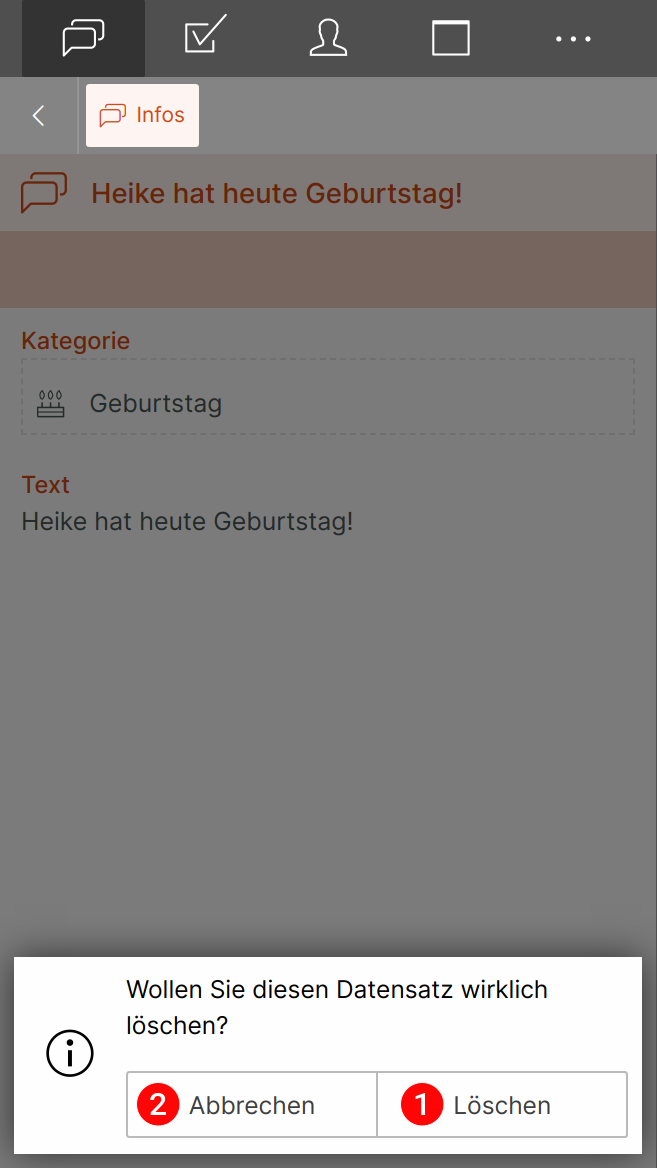 Infos
Heike hat heute Geburtstag!
Kategorie
Geburtstag
Text
Heike hat heute Geburtstag!
Wollen Sie diesen Datensatz wirklich
löschen?
2 Abbrechen 1 Löschen